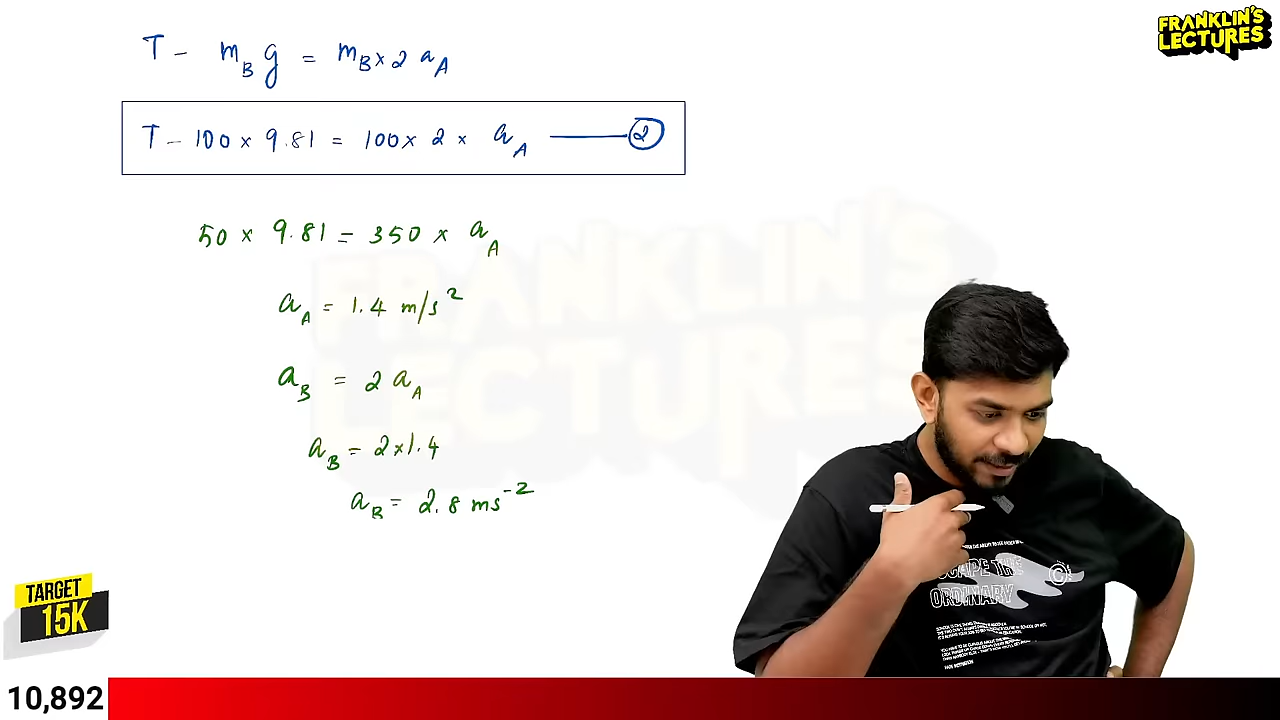 FRANKLIN'S
LECTURES
T - m_B g = m_B × 2 a_A
T - 100 × 9.81 = 100 × 2 × a_A —— ②
50 × 9.81 = 350 × a_A
a_A = 1.4 m/s²
a_B = 2 a_A
a_B = 2×1.4
a_B = 2.8 ms⁻²
FRANKLIN'S
LECTURES
ORDINARY
TARGET
15K
10,892